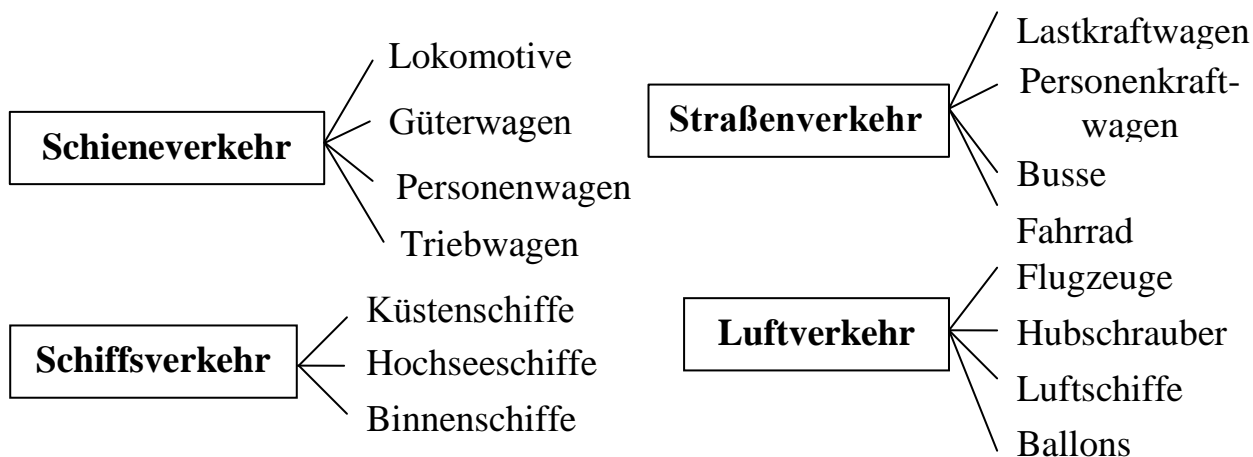 Schieneverkehr
Lokomotive
Güterwagen
Personenwagen
Triebwagen
Straßenverkehr
Lastkraftwagen
Personenkraft-
wagen
Busse
Fahrrad
Schiffsverkehr
Küstenschiffe
Hochseeschiffe
Binnenschiffe
Luftverkehr
Flugzeuge
Hubschrauber
Luftschiffe
Ballons